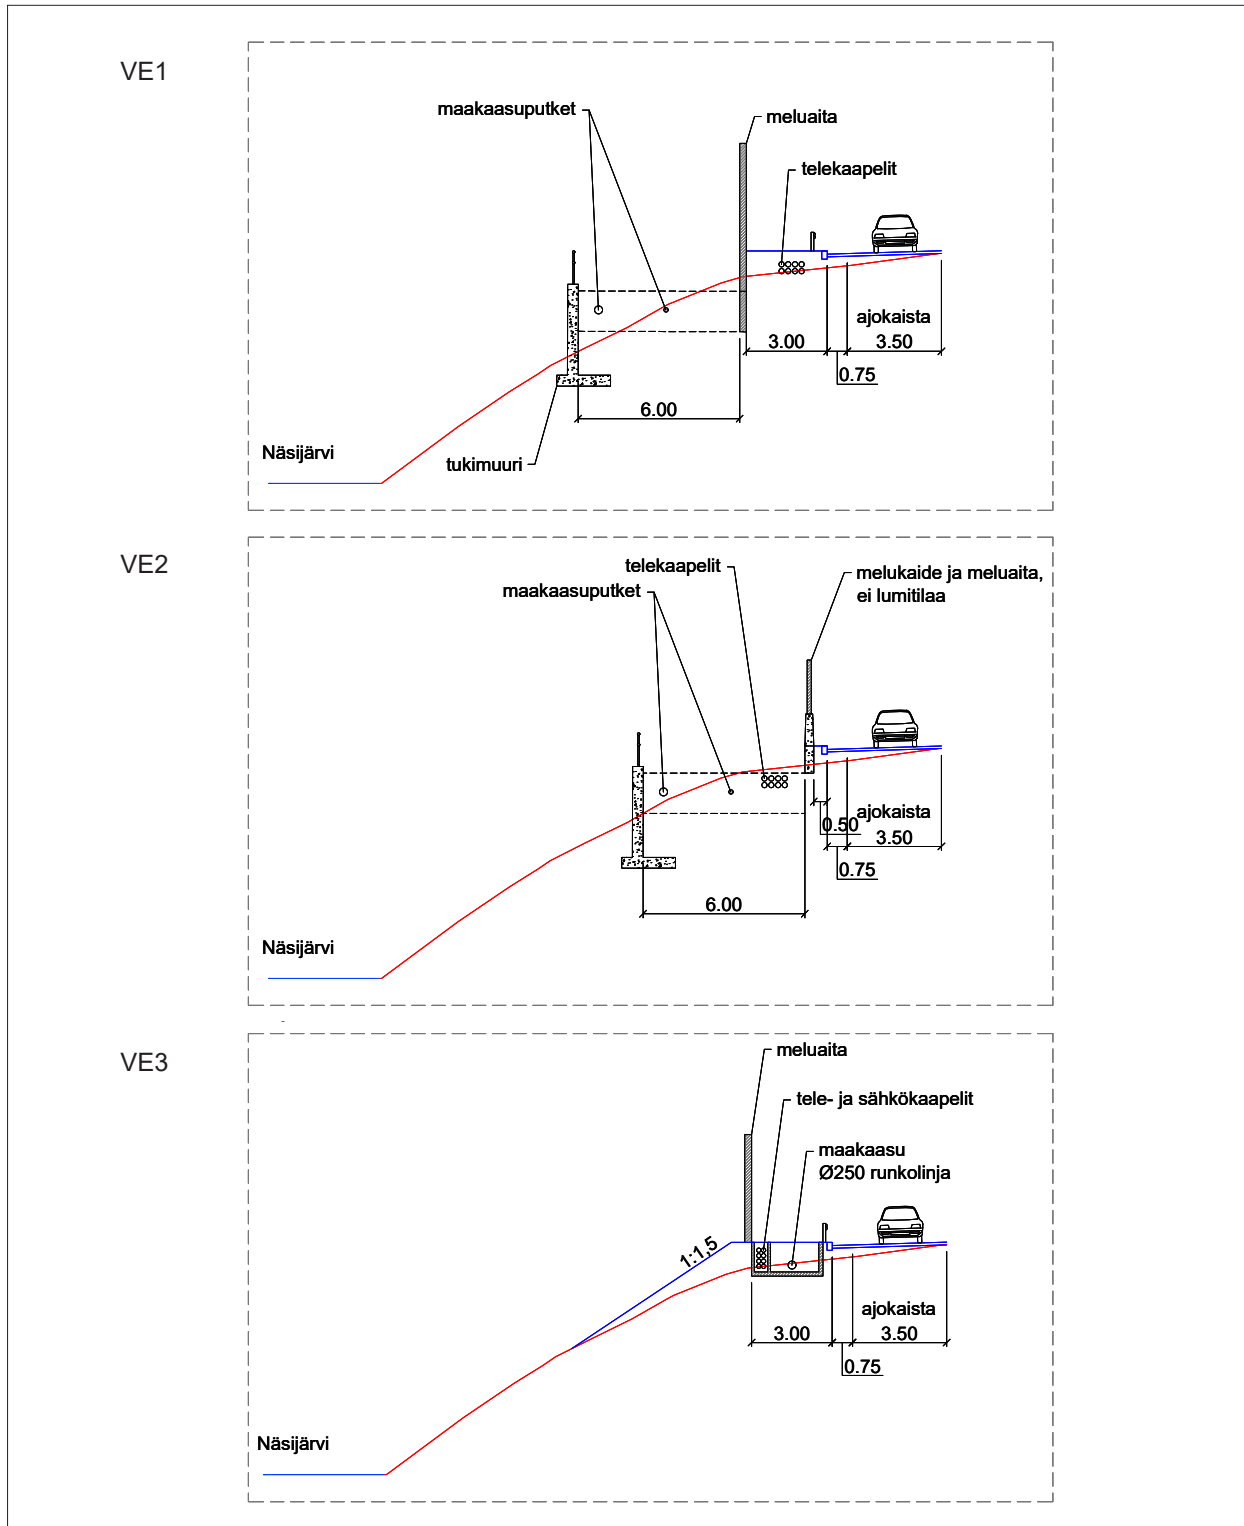 VE1
maakaasuputket
meluaita
telekaapelit
ajokaista
3.00
3.50
0.75
6.00
Näsijärvi
tukimuuri
VE2
telekaapelit
maakaasuputket
melukaide ja meluaita,
ei lumitilaa
ajokaista
0.50
3.50
0.75
6.00
Näsijärvi
VE3
meluaita
tele- ja sähkökaapelit
maakaasu
Ø250 runkolinja
1:1,5
ajokaista
3.00
3.50
0.75
Näsijärvi